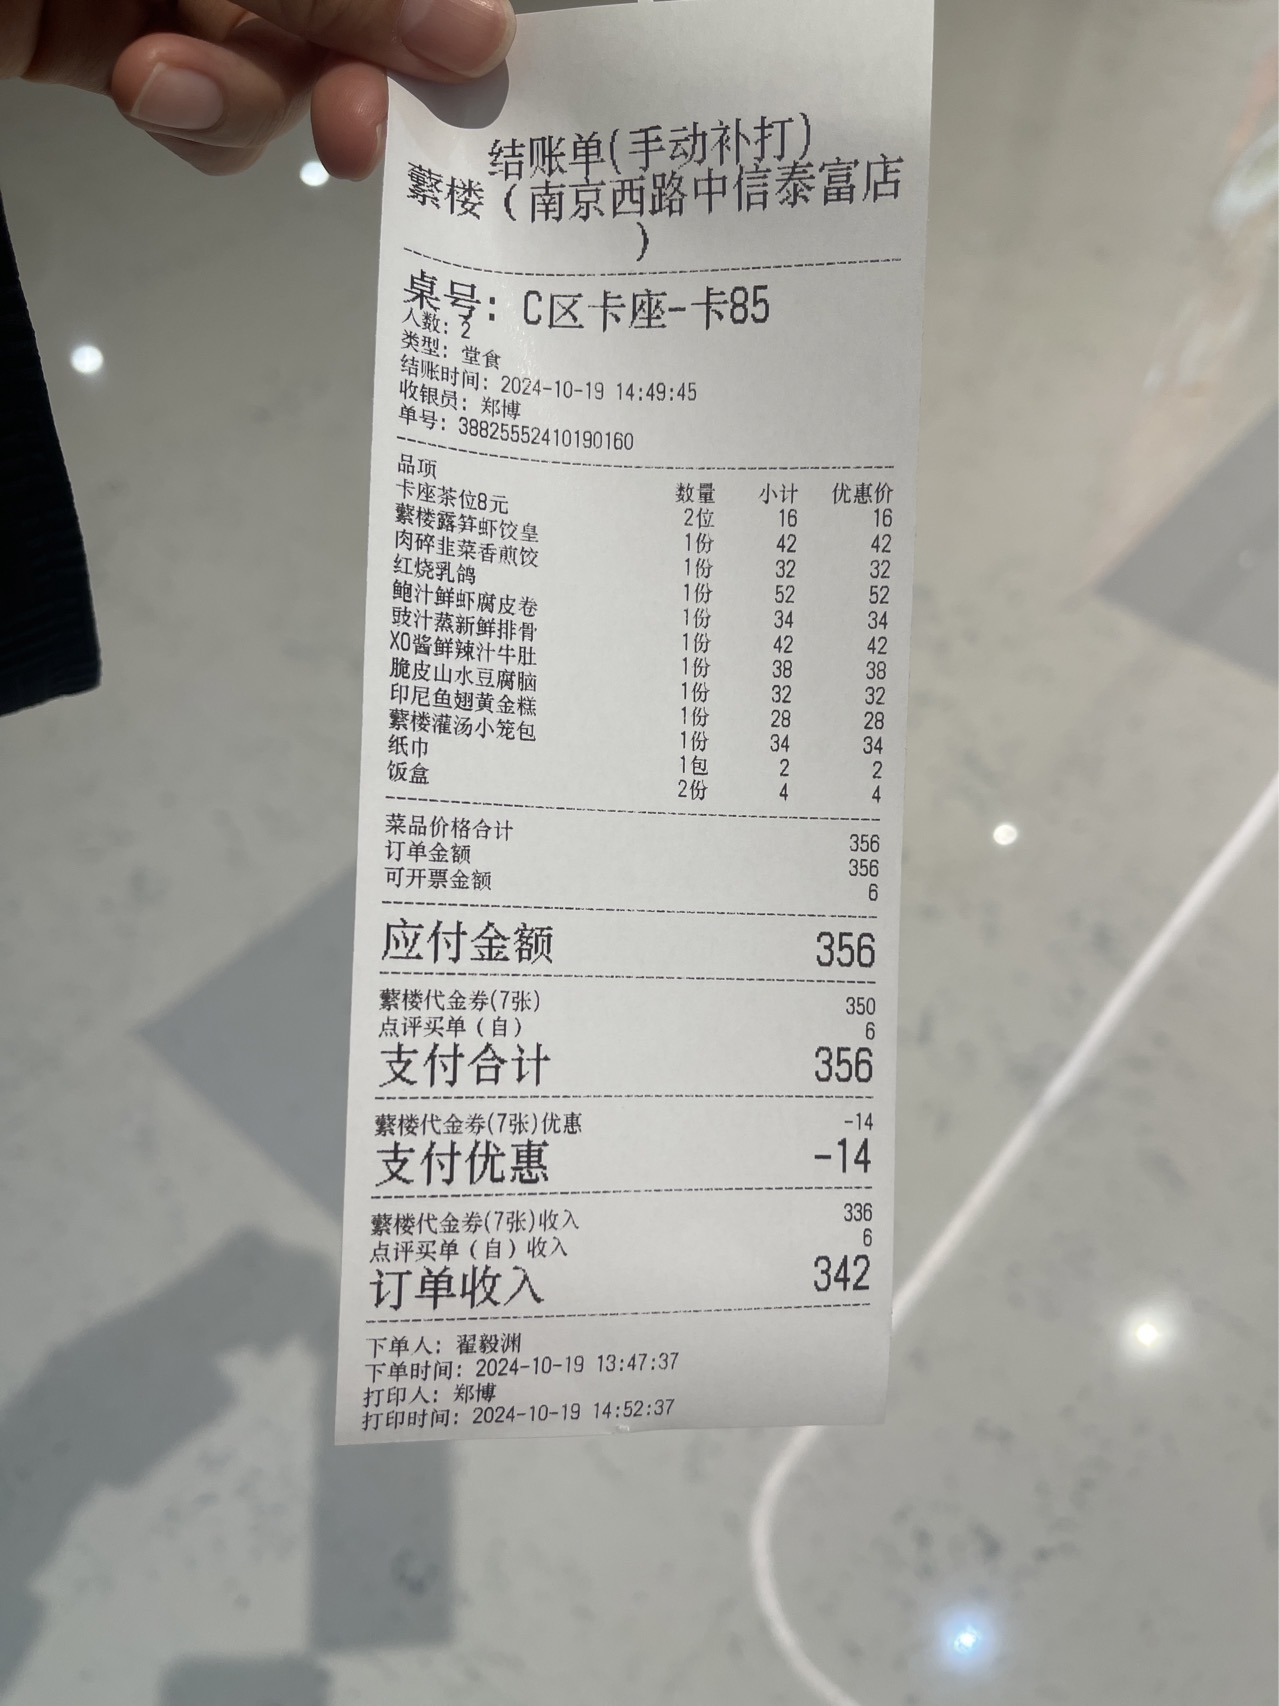 结账单(手动补打)
蘩楼（南京西路中信泰富店
）
桌号: C区卡座-卡85
人数: 2
类型: 堂食
结账时间: 2024-10-19 14:49:45
收银员: 郑博
单号: 38825552410190160
品项 数量 小计 优惠价
卡座茶位8元 2位 16 16
蘩楼露笋虾饺皇 1份 42 42
肉碎韭菜香煎饺 1份 32 32
红烧乳鸽 1份 52 52
鲍汁鲜虾腐皮卷 1份 34 34
豉汁蒸新鲜排骨 1份 42 42
XO酱鲜辣汁牛肚 1份 38 38
脆皮山水豆腐脑 1份 32 32
印尼鱼翅黄金糕 1份 28 28
蘩楼灌汤小笼包 1份 34 34
纸巾 1包 2 2
饭盒 2份 4 4
菜品价格合计 356
订单金额 356
可开票金额 6
应付金额 356
蘩楼代金券(7张) 350
点评买单（自） 6
支付合计 356
蘩楼代金券(7张)优惠 -14
支付优惠 -14
蘩楼代金券(7张)收入 336
点评买单（自）收入 6
订单收入 342
下单人: 翟毅渊
下单时间: 2024-10-19 13:47:37
打印人: 郑博
打印时间: 2024-10-19 14:52:37